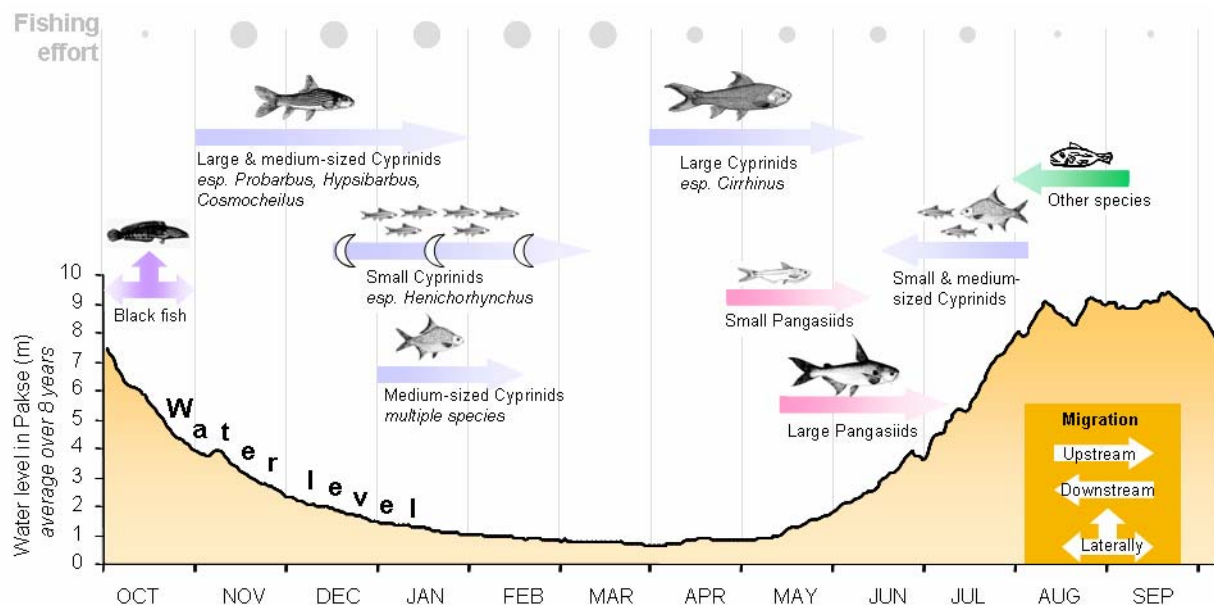 Fishing
effort
Large & medium-sized Cyprinids
esp. Probarbus, Hypsibarbus,
Cosmocheilus
Large Cyprinids
esp. Cirrhinus
Other species
Small Cyprinids
esp. Henichorhynchus
Small & medium-
sized Cyprinids
Black fish
Small Pangasiids
Medium-sized Cyprinids
multiple species
Large Pangasiids
Water level
Water level in Pakse (m)
average over 8 years
10
9
8
7
6
5
4
3
2
1
0
Migration
Upstream
Downstream
Laterally
OCT NOV DEC JAN FEB MAR APR MAY JUN JUL AUG SEP